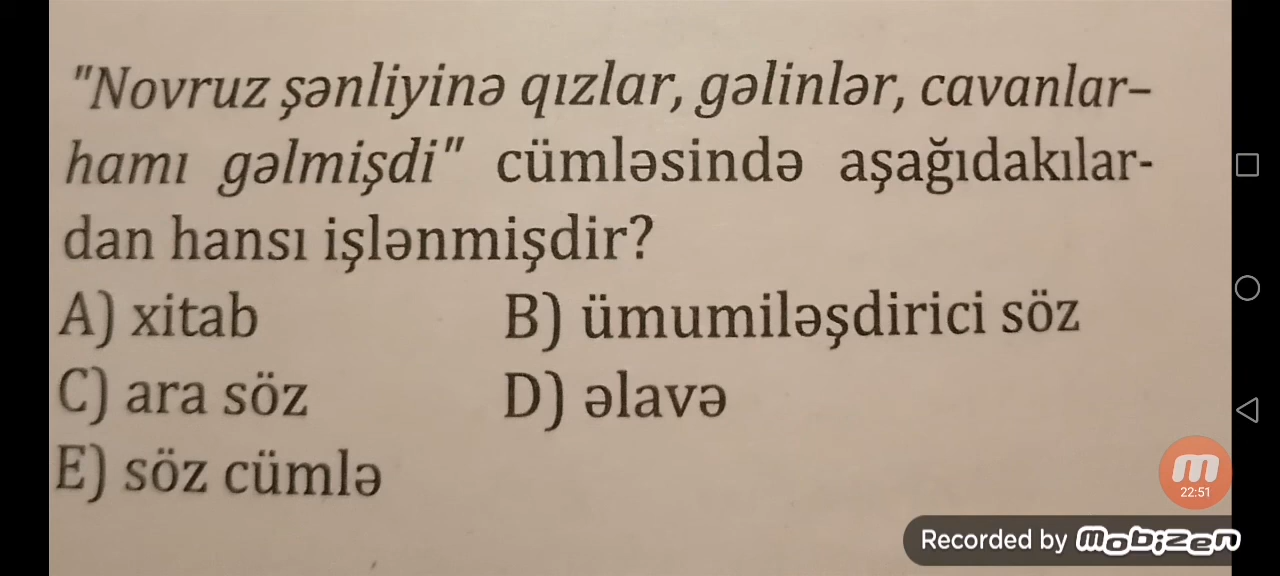 "Novruz şənliyinə qızlar, gəlinlər, cavanlar–
hamı gəlmişdi" cümləsində aşağıdakılar-
dan hansı işlənmişdir?
A) xitab B) ümumiləşdirici söz
C) ara söz D) əlavə
E) söz cümlə
22:51
Recorded by mobizen